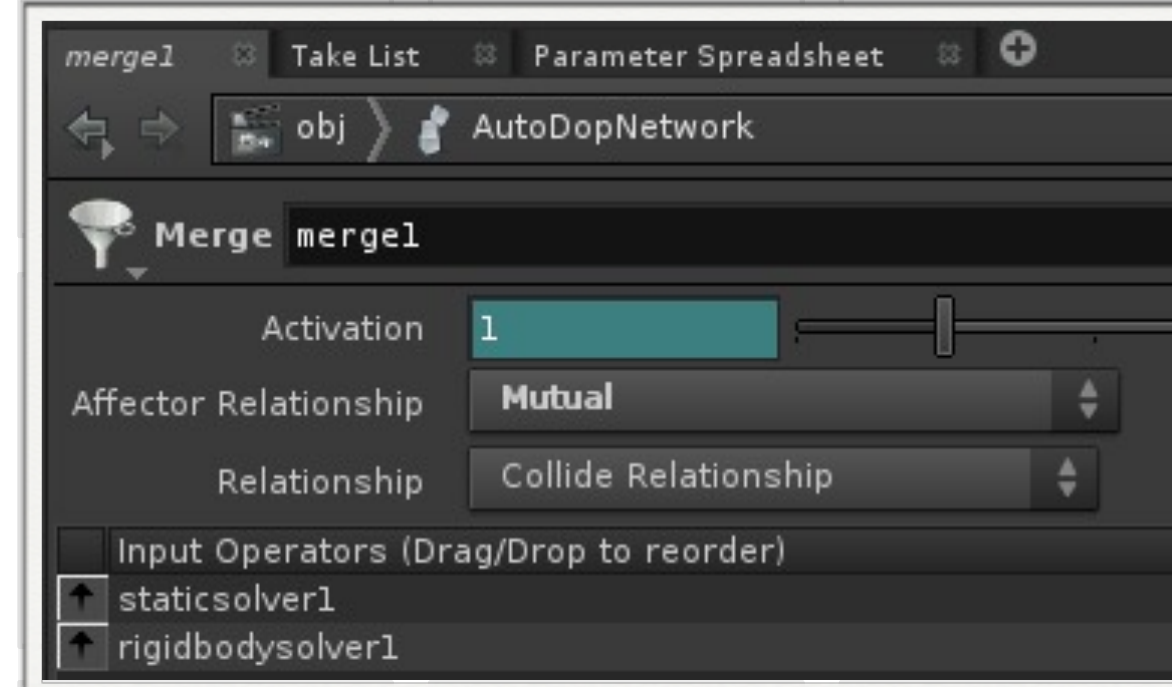 merge1 Take List Parameter Spreadsheet
obj AutoDopNetwork
Merge merge1
Activation 1
Affector Relationship Mutual
Relationship Collide Relationship
Input Operators (Drag/Drop to reorder)
staticsolver1
rigidbodysolver1